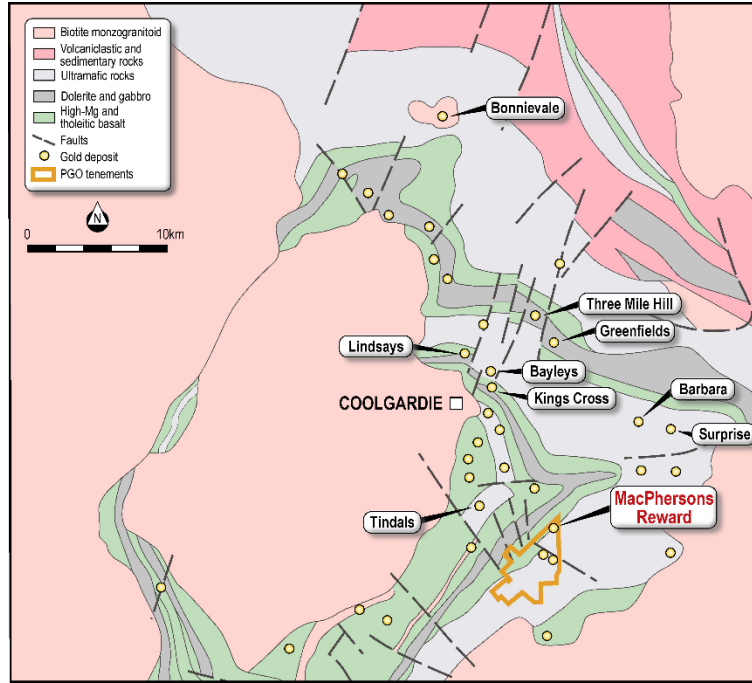 Biotite monzogranitoid
Volcaniclastic and
sedimentary rocks
Ultramafic rocks
Dolerite and gabbro
High-Mg and
tholeiitic basalt
Faults
Gold deposit
PGO tenements
N
0
10km
Bonnievale
Three Mile Hill
Greenfields
Lindsays
Bayleys
Kings Cross
Barbara
COOLGARDIE
Surprise
MacPhersons
Reward
Tindals